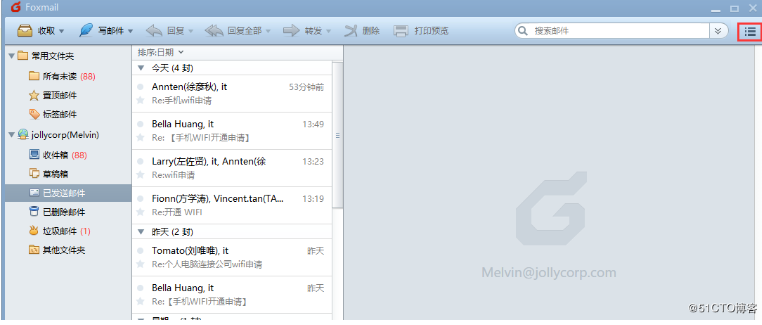 Foxmail
收取 写邮件 回复 回复全部 转发 删除 打印预览 搜索邮件
常用文件夹
所有未读 (88)
置顶邮件
标签邮件
jollycorp(Melvin)
收件箱 (88)
草稿箱
已发送邮件
已删除邮件
垃圾邮件 (1)
其他文件夹
排序:日期
今天 (4 封)
Annten(徐彦秋), it 53分钟前
Re:手机wifi申请
Bella Huang, it 13:49
Re:【手机WIFI开通申请】
Larry(左佐贤), it, Annten(徐 13:23
Re:wifi申请
Fionn(方学涛), Vincent.tan(TA... 13:19
Re:开通 WIFI
昨天 (2 封)
Tomato(刘唯唯), it 昨天
Re:个人电脑连接公司wifi申请
Bella Huang, it 昨天
Re:【手机WIFI开通申请】
Melvin@jollycorp.com
@51CTO博客